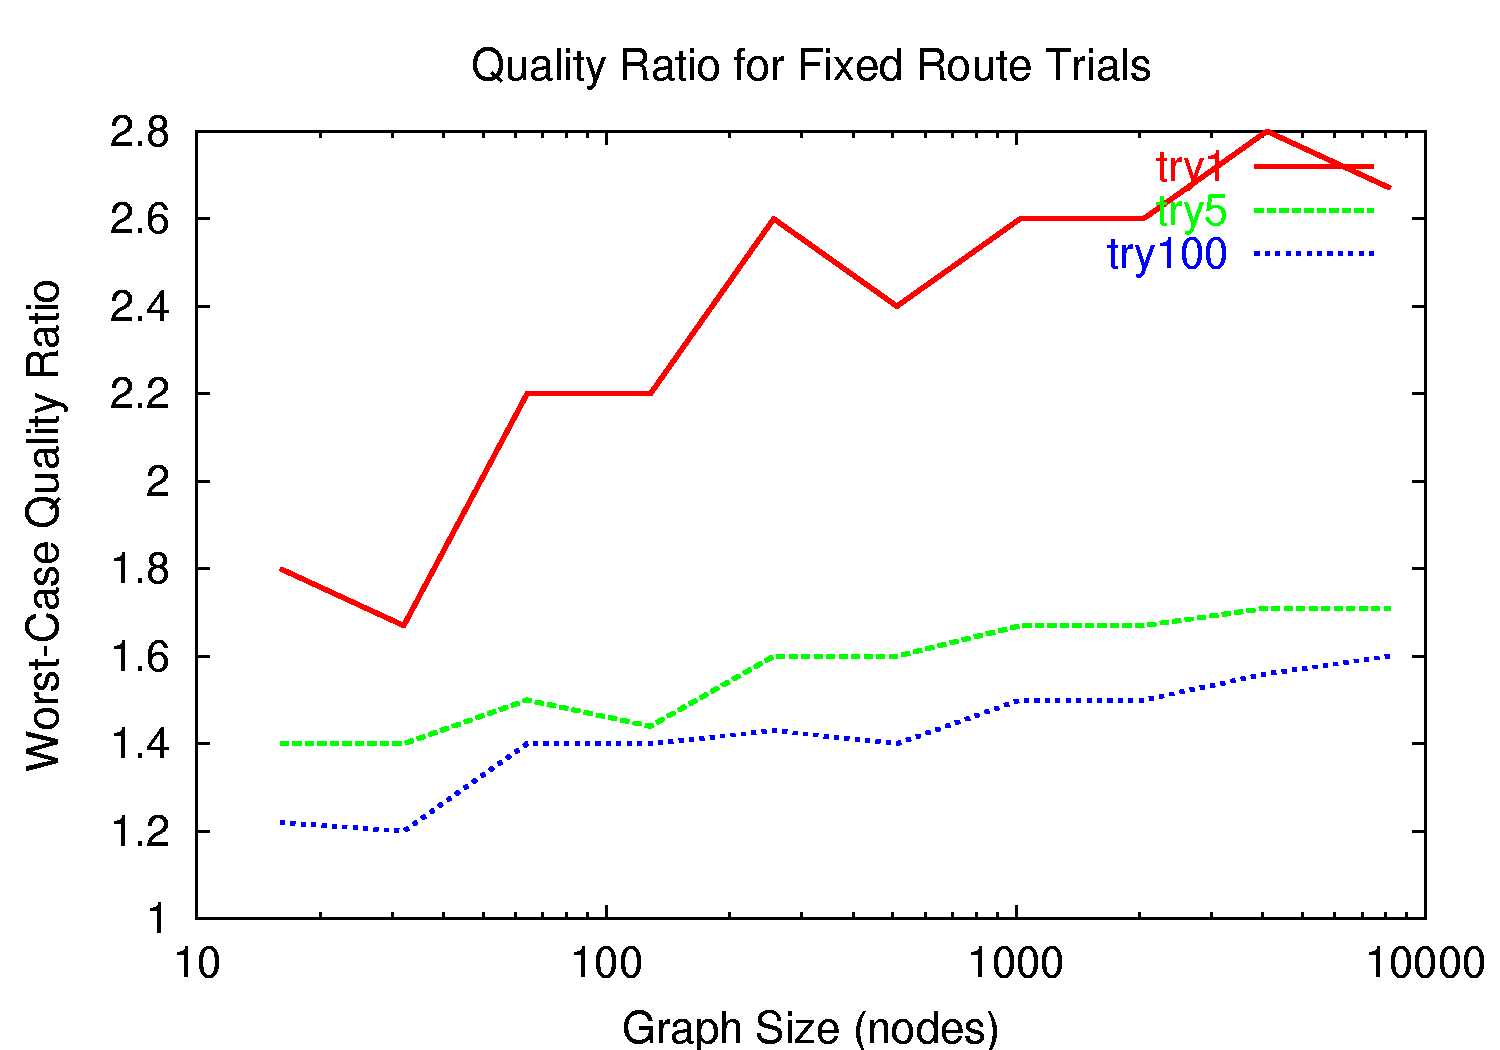 Quality Ratio for Fixed Route Trials
2.8
2.6
2.4
2.2
2
1.8
1.6
1.4
1.2
1
Worst-Case Quality Ratio
try1
try5
try100
10 100 1000 10000
Graph Size (nodes)